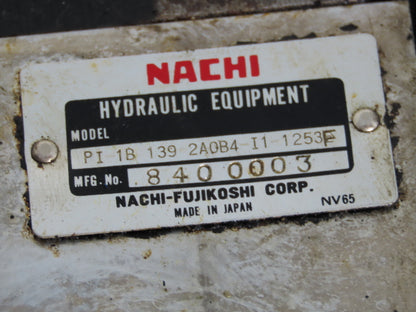 NACHI
HYDRAULIC EQUIPMENT
MODEL
PI 1B 139 2A0B4-I1-1253F
MFG.No. 8400003
NACHI-FUJIKOSHI CORP.
MADE IN JAPAN
NV65